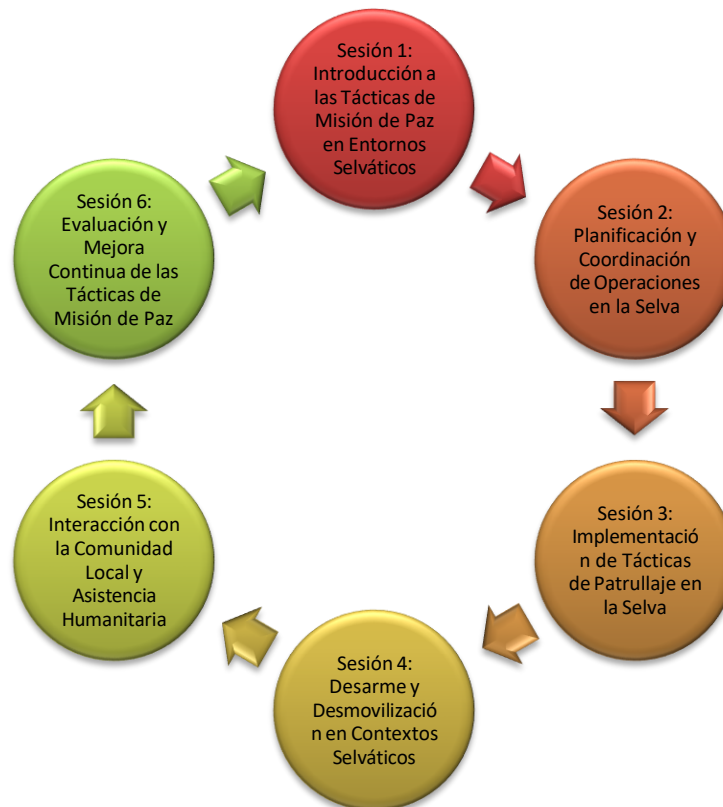 Sesión 1:
Introducción a
las Tácticas de
Misión de Paz
en Entornos
Selváticos
Sesión 2:
Planificación y
Coordinación
de Operaciones
en la Selva
Sesión 3:
Implementació
n de Tácticas
de Patrullaje en
la Selva
Sesión 4:
Desarme y
Desmovilizació
n en Contextos
Selváticos
Sesión 5:
Interacción con
la Comunidad
Local y
Asistencia
Humanitaria
Sesión 6:
Evaluación y
Mejora
Continua de las
Tácticas de
Misión de Paz